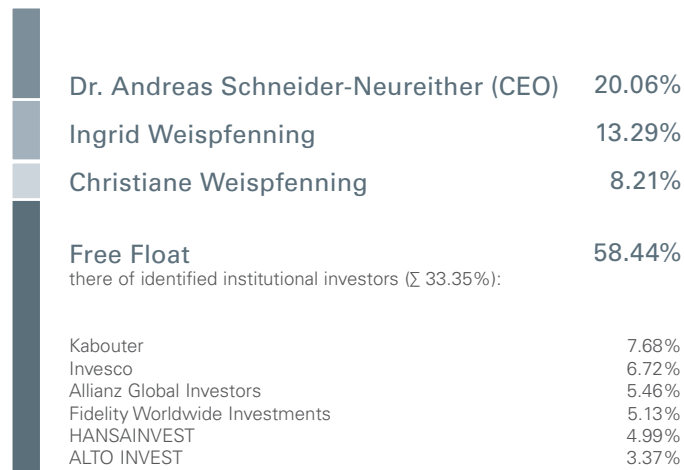 Dr. Andreas Schneider-Neureither (CEO) 20.06%
Ingrid Weispfenning 13.29%
Christiane Weispfenning 8.21%
Free Float 58.44%
there of identified institutional investors (∑ 33.35%):
Kabouter 7.68%
Invesco 6.72%
Allianz Global Investors 5.46%
Fidelity Worldwide Investments 5.13%
HANSAINVEST 4.99%
ALTO INVEST 3.37%